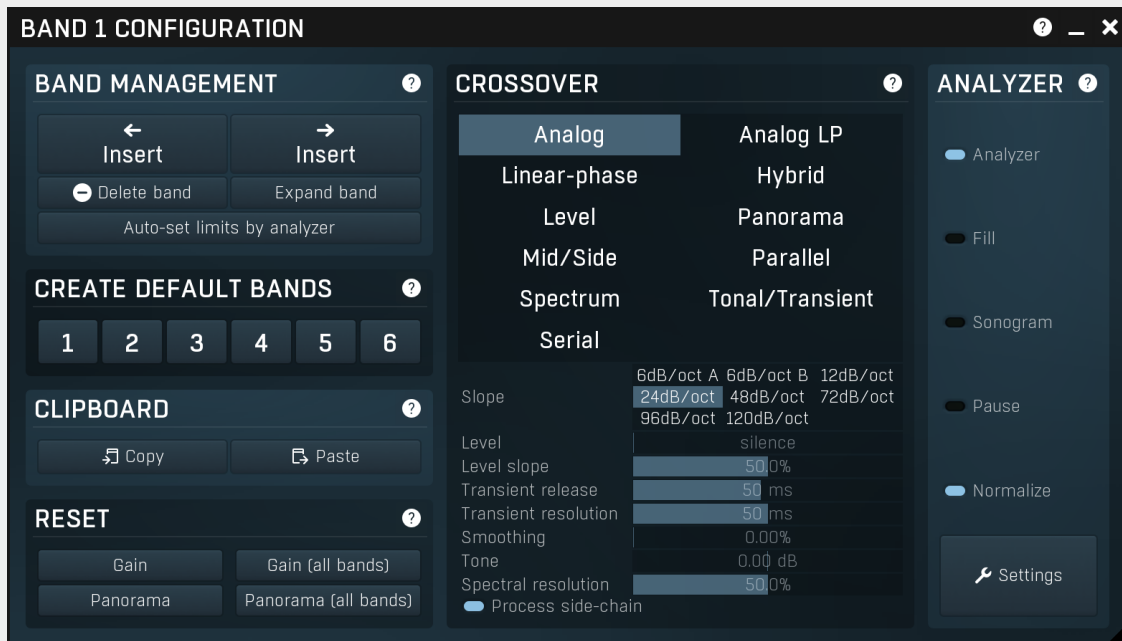 BAND 1 CONFIGURATION
BAND MANAGEMENT
Insert
Insert
Delete band
Expand band
Auto-set limits by analyzer
CREATE DEFAULT BANDS
1 2 3 4 5 6
CLIPBOARD
Copy
Paste
RESET
Gain
Gain (all bands)
Panorama
Panorama (all bands)
CROSSOVER
Analog
Analog LP
Linear-phase
Hybrid
Level
Panorama
Mid/Side
Parallel
Spectrum
Tonal/Transient
Serial
Slope
6dB/oct A 6dB/oct B 12dB/oct
24dB/oct 48dB/oct 72dB/oct
96dB/oct 120dB/oct
Level silence
Level slope 50.0%
Transient release 50 ms
Transient resolution 50 ms
Smoothing 0.00%
Tone 0.00 dB
Spectral resolution 50.0%
Process side-chain
ANALYZER
Analyzer
Fill
Sonogram
Pause
Normalize
Settings